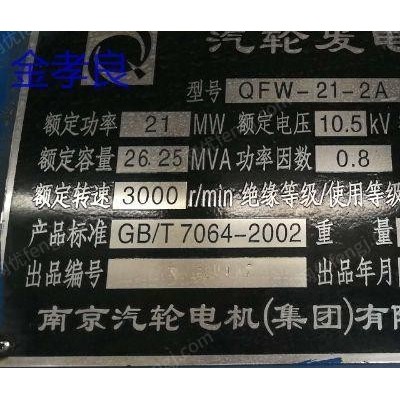 金孝良
汽轮发电
型号 QFW-21-2A
额定功率 21 MW 额定电压 10.5 kV
额定容量 26.25 MVA 功率因数 0.8
额定转速 3000 r/min 绝缘等级/使用等级
产品标准 GB/T 7064-2002 重量
出品编号 出品年月
南京汽轮电机(集团)有限